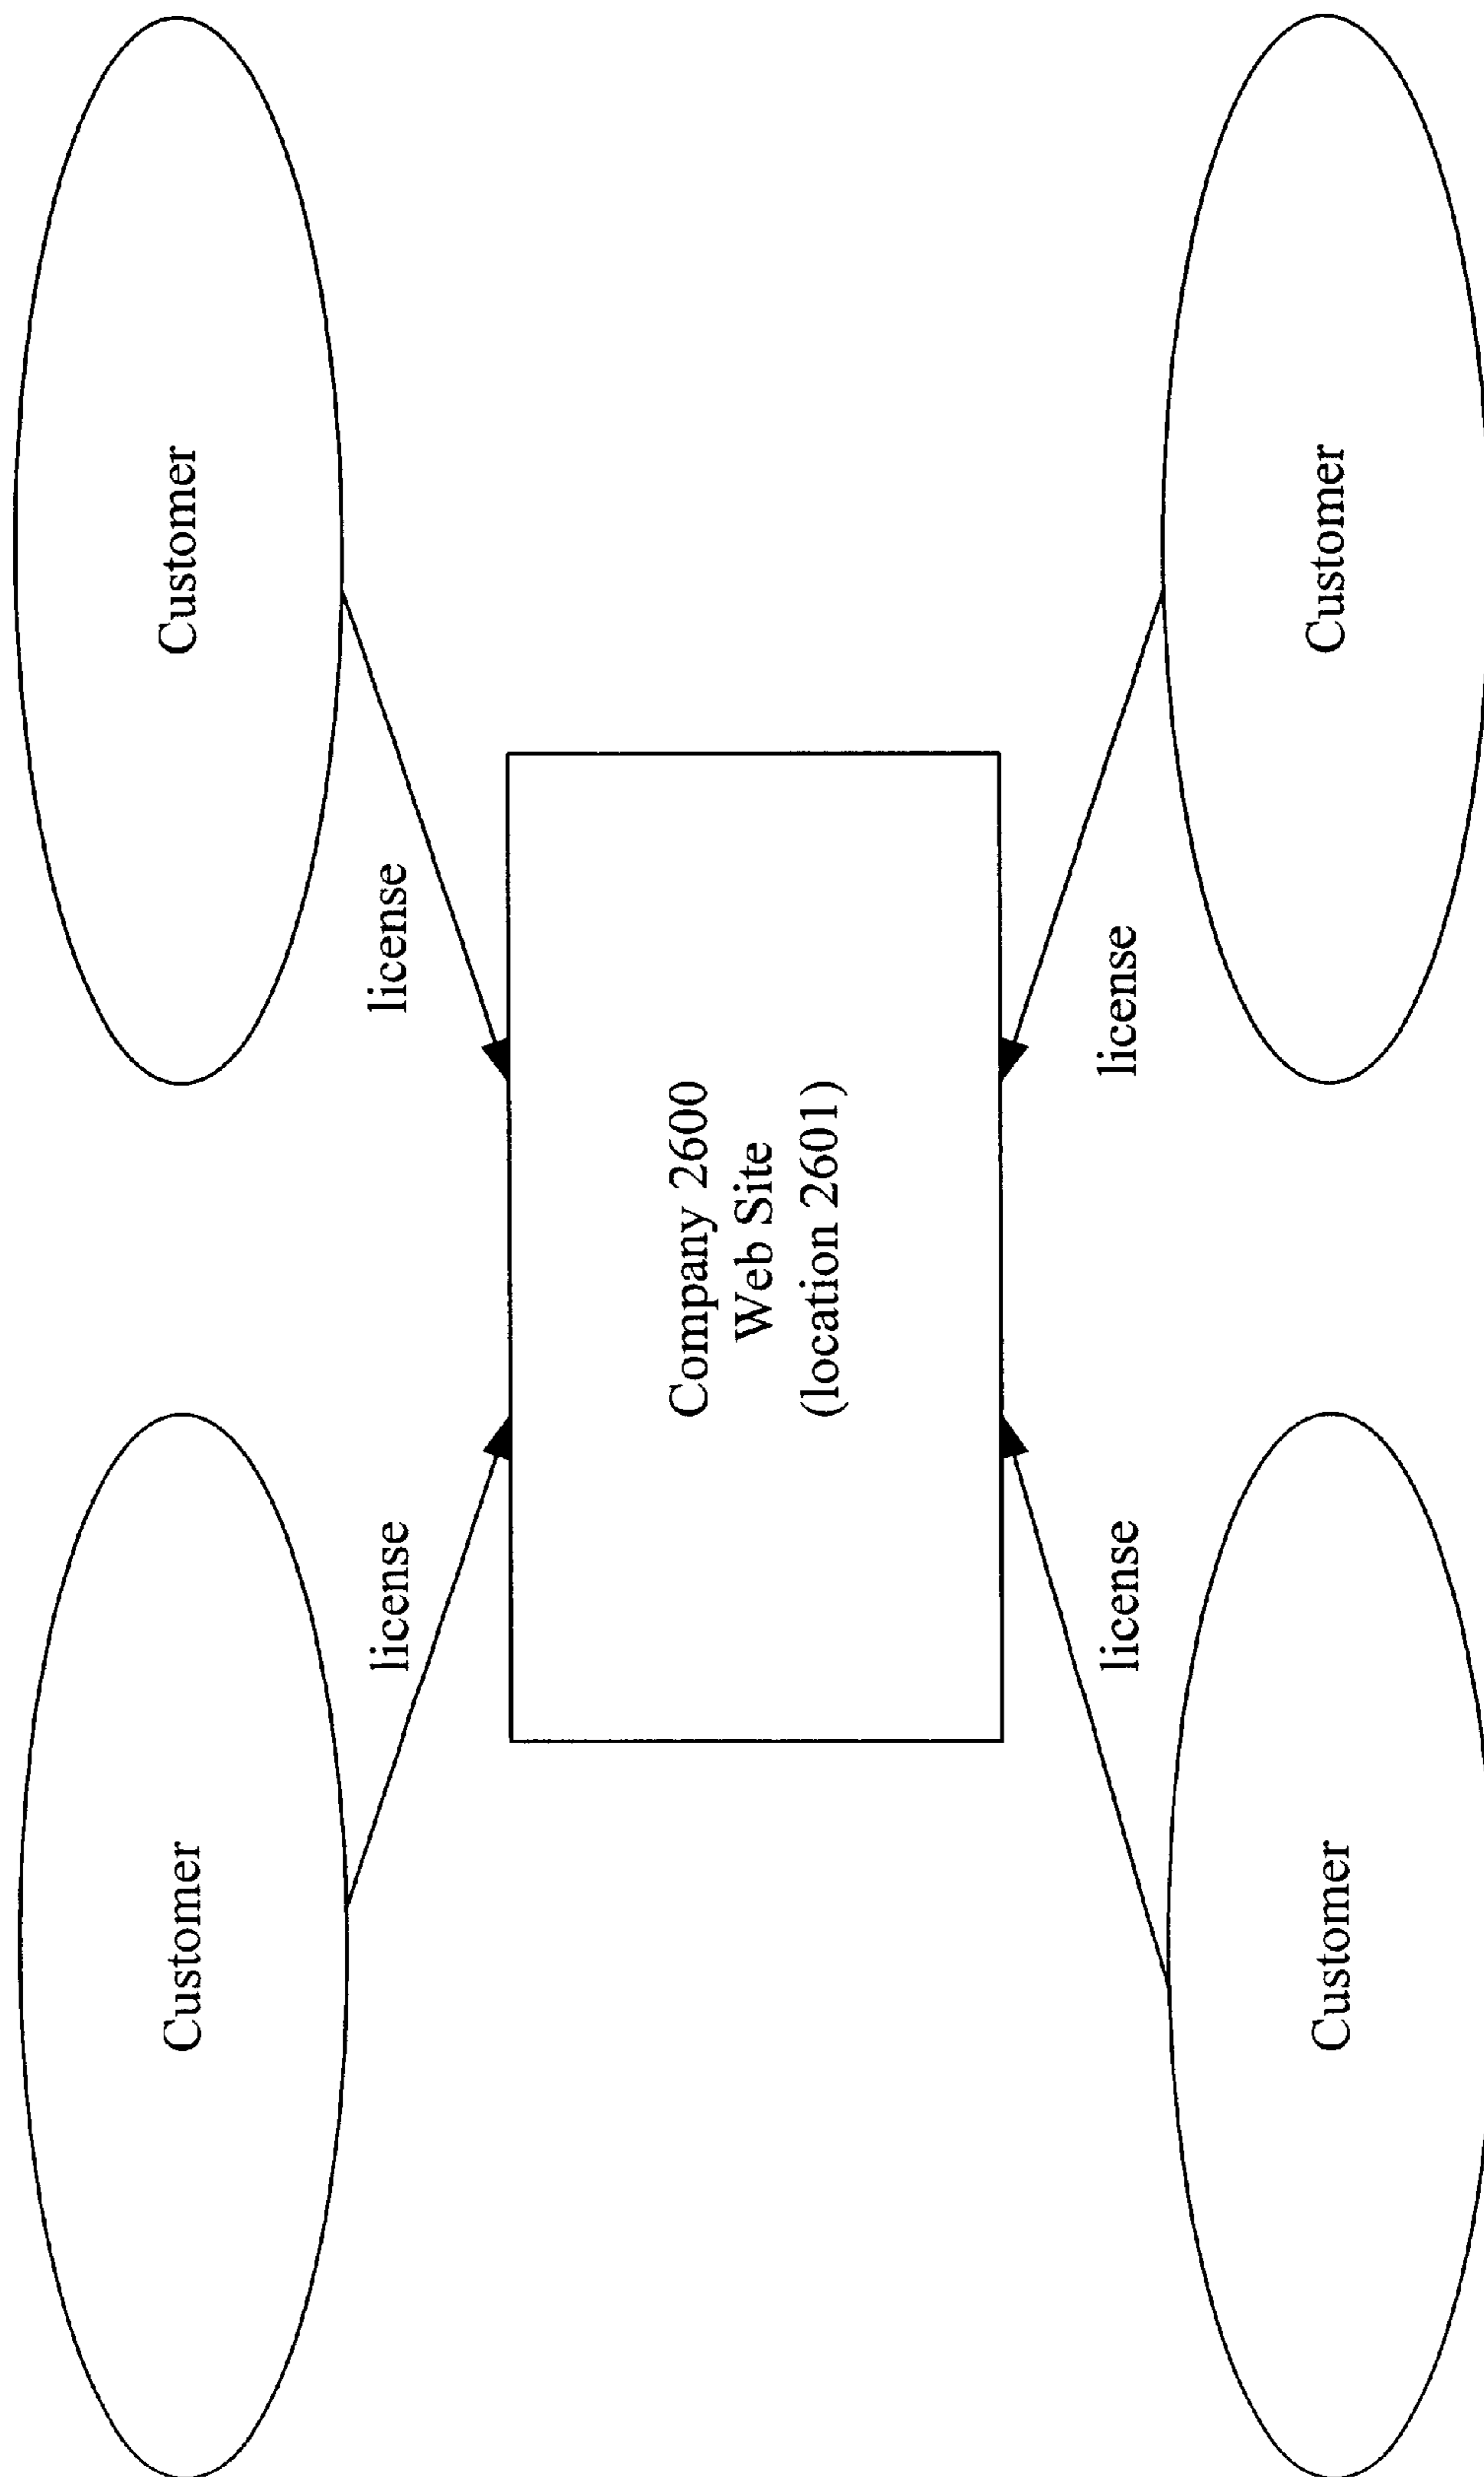 Customer
Customer
license
license
Company 2600
Web Site
(location 2601)
license
license
Customer
Customer